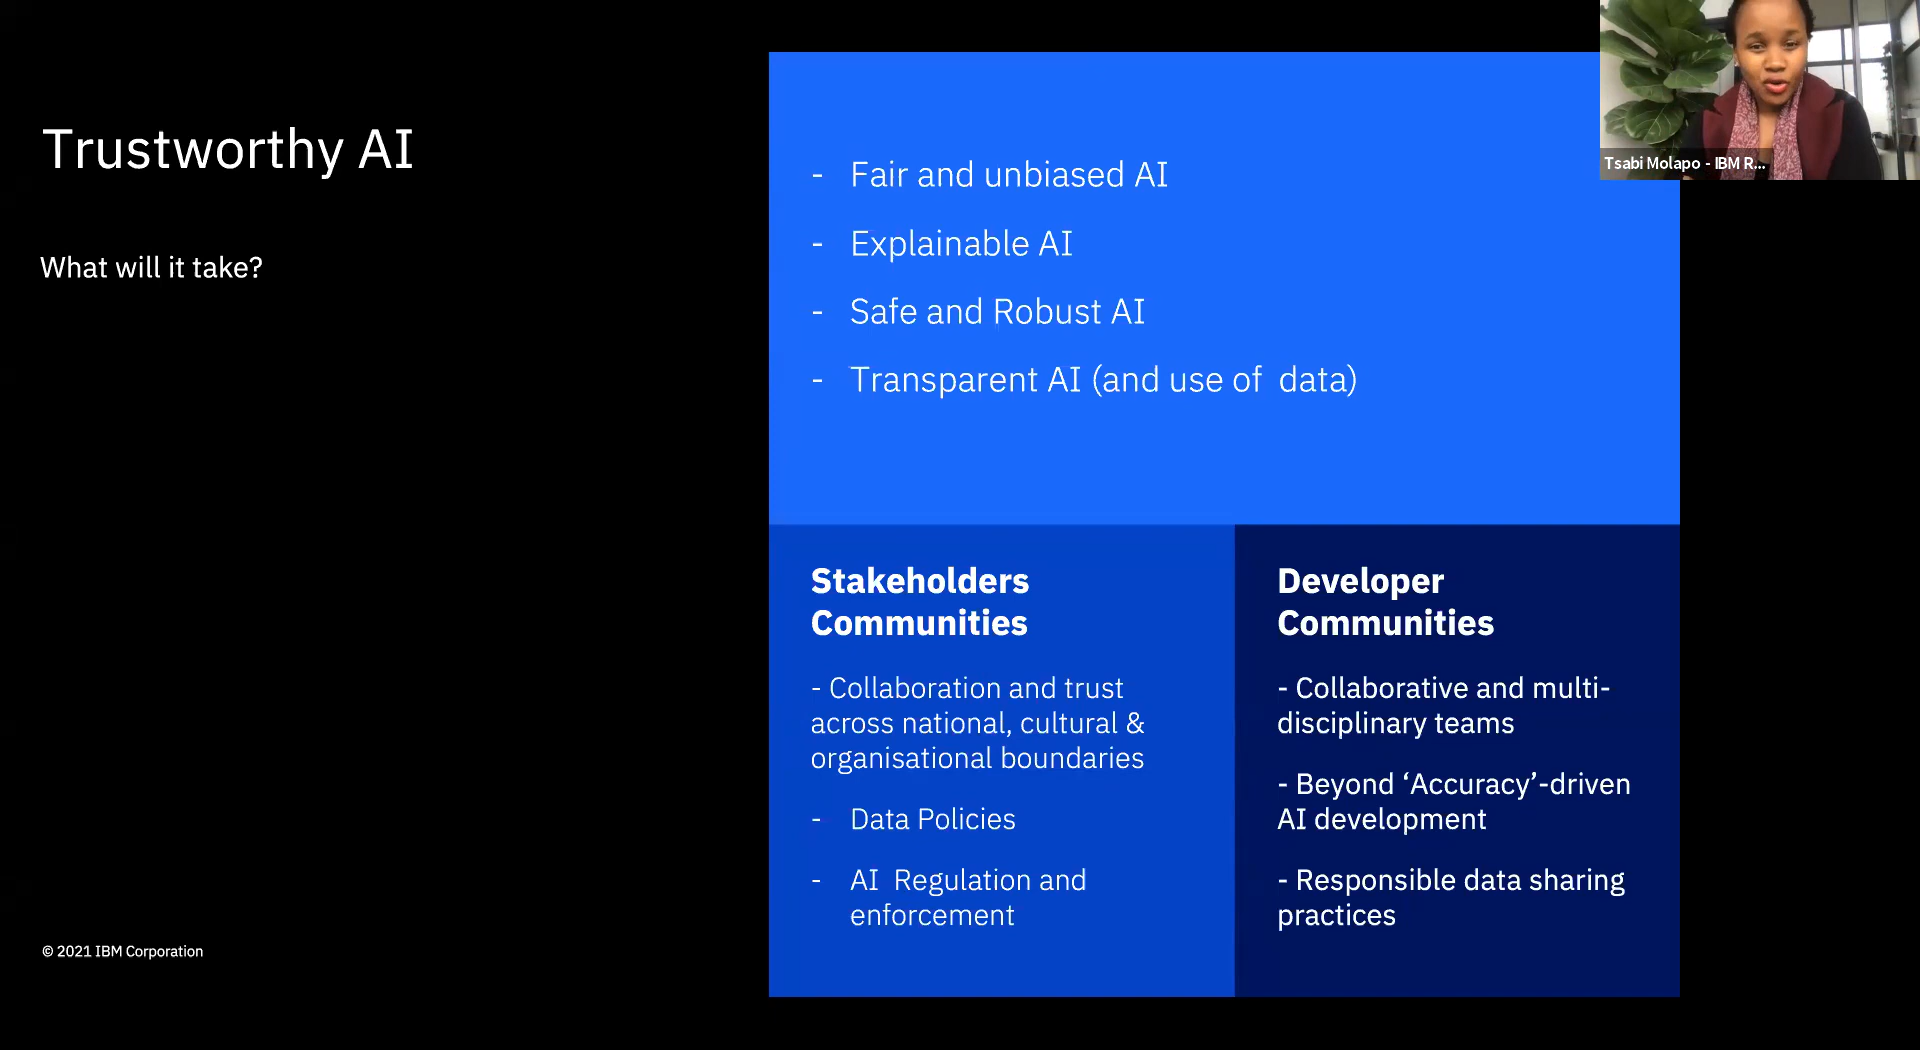 Trustworthy AI
What will it take?
- Fair and unbiased AI
- Explainable AI
- Safe and Robust AI
- Transparent AI (and use of data)
Stakeholders
Communities
- Collaboration and trust
across national, cultural &
organisational boundaries
- Data Policies
- AI Regulation and
enforcement
Developer
Communities
- Collaborative and multi-
disciplinary teams
- Beyond ‘Accuracy’-driven
AI development
- Responsible data sharing
practices
© 2021 IBM Corporation
Tsabi Molapo - IBM R...